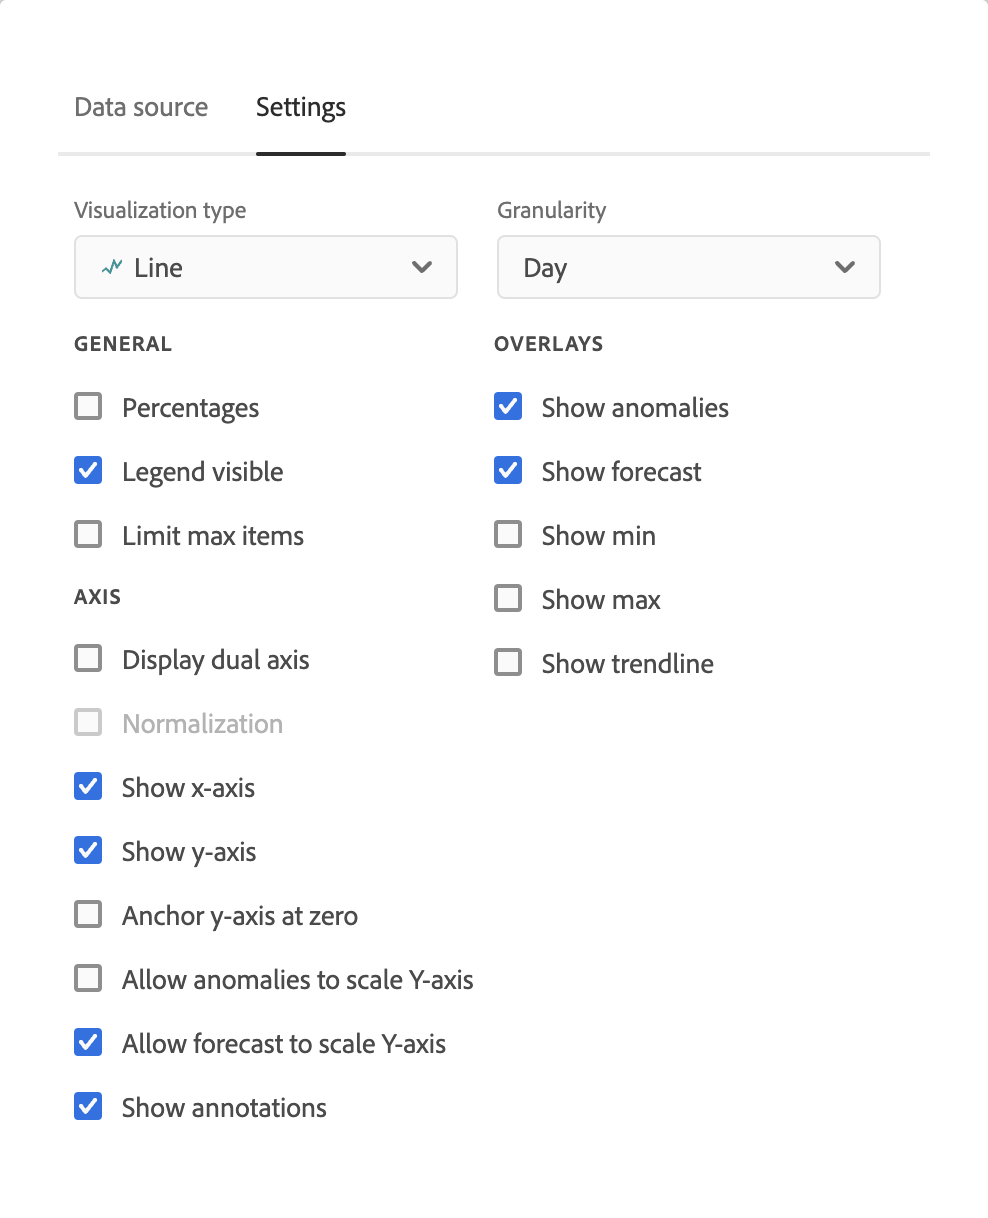 Data source Settings
Visualization type
Line
Granularity
Day
GENERAL
Percentages
Legend visible
Limit max items
AXIS
Display dual axis
Normalization
Show x-axis
Show y-axis
Anchor y-axis at zero
Allow anomalies to scale Y-axis
Allow forecast to scale Y-axis
Show annotations
OVERLAYS
Show anomalies
Show forecast
Show min
Show max
Show trendline